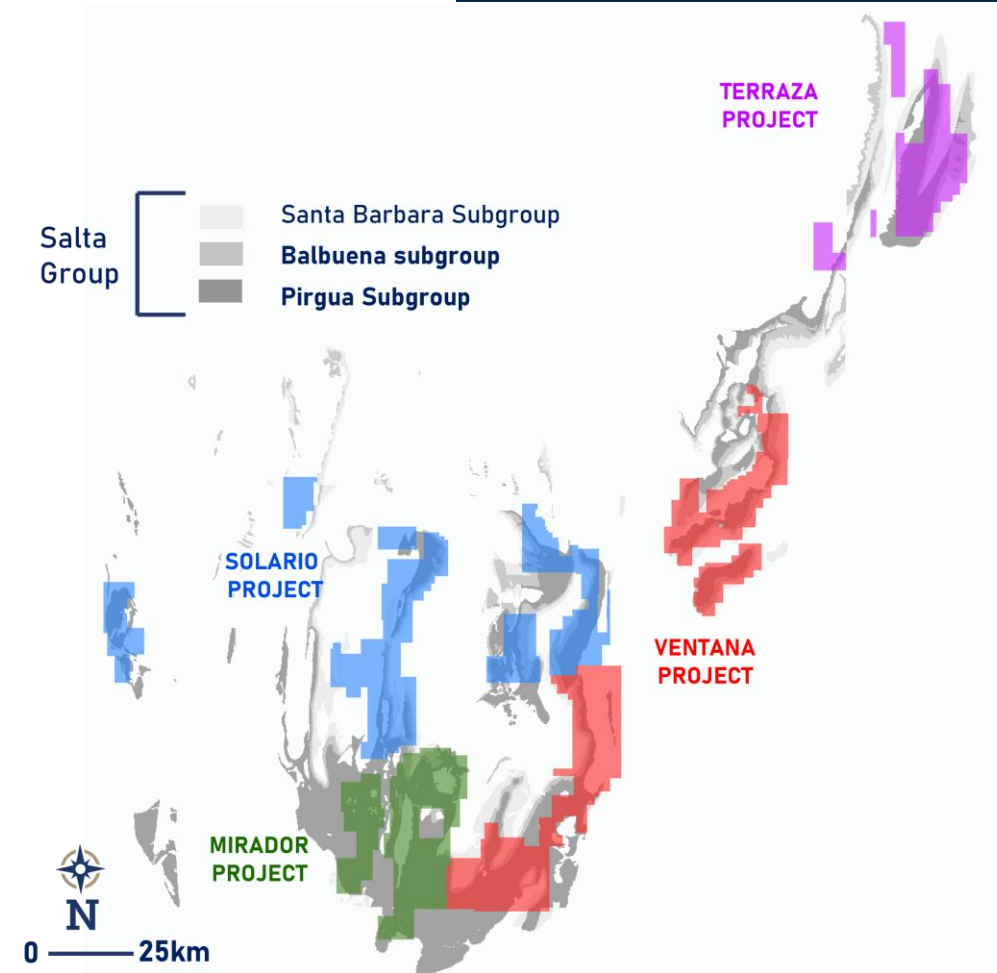 TERRAZA
PROJECT
Salta
Group
Santa Barbara Subgroup
Balbuena subgroup
Pirgua Subgroup
SOLARIO
PROJECT
VENTANA
PROJECT
MIRADOR
PROJECT
N
0 25km